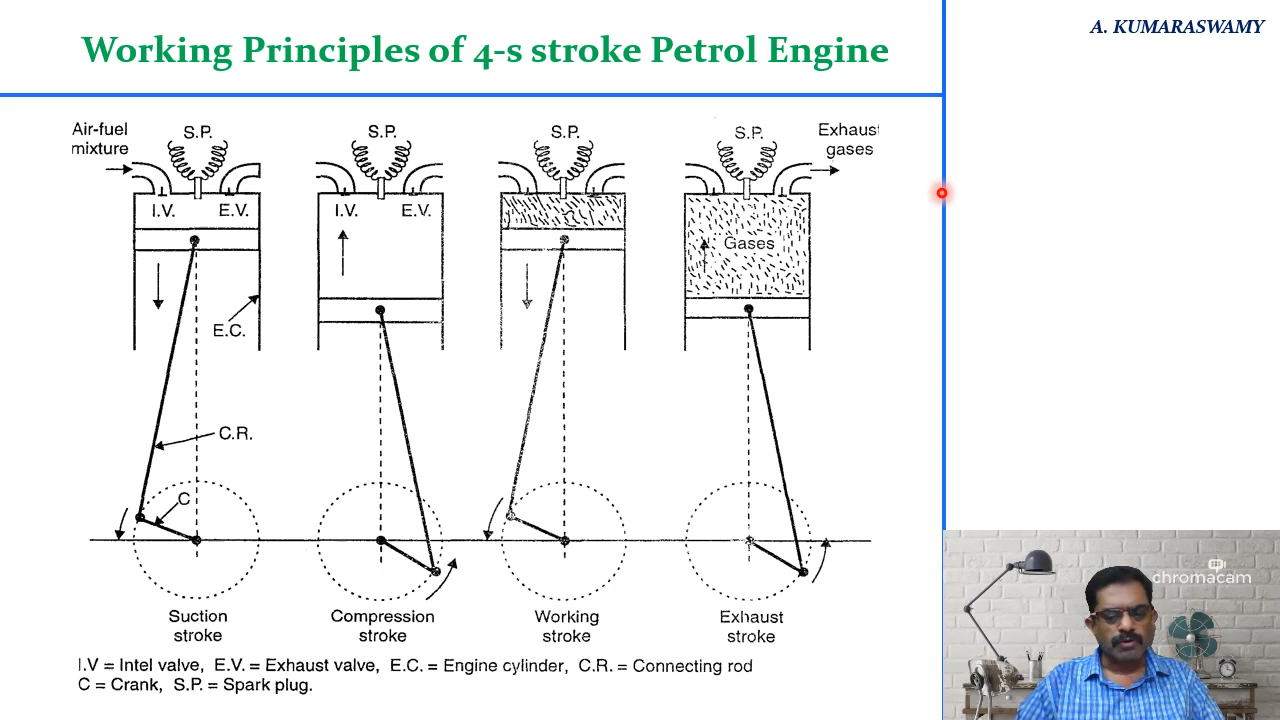 A. KUMARASWAMY
Working Principles of 4-s stroke Petrol Engine
Air-fuel
mixture
S.P.
S.P.
S.P.
S.P.
Exhaust
gases
I.V.
E.V.
I.V.
E.V.
Gases
E.C.
C.R.
C
Suction
stroke
Compression
stroke
Working
stroke
Exhaust
stroke
I.V = Intel valve, E.V. = Exhaust valve, E.C. = Engine cylinder, C.R. = Connecting rod
C = Crank, S.P. = Spark plug.
chromacam